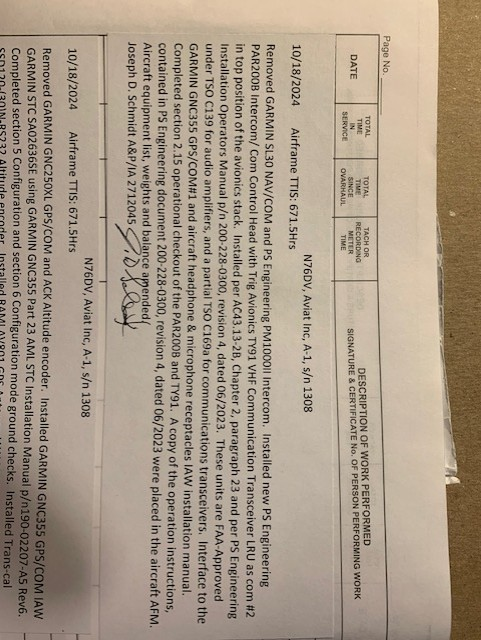 Page No.
DATE
TOTAL TIME IN SERVICE
TOTAL TIME SINCE OVARHAUL
TACH OR RECORDING METER TIME
DESCRIPTION OF WORK PERFORMED
SIGNATURE & CERTIFICATE No. OF PERSON PERFORMING WORK
N76DV, Aviat Inc, A-1, s/n 1308
10/18/2024 Airframe TTIS: 671.5Hrs
Removed GARMIN SL30 NAV/COM and PS Engineering PM1000II Intercom. Installed new PS Engineering
PAR200B Intercom/ Com Control Head with Trig Avionics TY91 VHF Communication Transceiver LRU as com #2
in top position of the avionics stack. Installed per AC43.13-2B, Chapter 2, paragraph 23 and per PS Engineering
Installation Operators Manual p/n 200-228-0300, revision 4, dated 06/2023. These units are FAA-Approved
under TSO C139 for audio amplifiers, and a partial TSO C169a for communications transceivers. Interface to the
GARMIN GNC355 GPS/COM#1 and aircraft headphone & microphone receptacles IAW installation manual.
Completed section 2.15 operational checkout of the PAR200B and TY91. A copy of the operation instructions,
contained in PS Engineering document 200-228-0300, revision 4, dated 06/2023 were placed in the aircraft AFM.
Aircraft equipment list, weights and balance amended.
Joseph D. Schmidt A&P/IA 2712045
N76DV, Aviat Inc, A-1, s/n 1308
10/18/2024 Airframe TTIS: 671.5Hrs
Removed GARMIN GNC250XL GPS/COM and ACK Altitude encoder. Installed GARMIN GNC355 GPS/COM IAW
GARMIN STC SA02636SE using GARMIN GNC355 Part 23 AML STC Installation Manual p/n190-02207-A5 Rev6.
Completed section 5 Configuration and section 6 Configuration mode ground checks. Installed Trans-cal
Altitude encoder. Installed